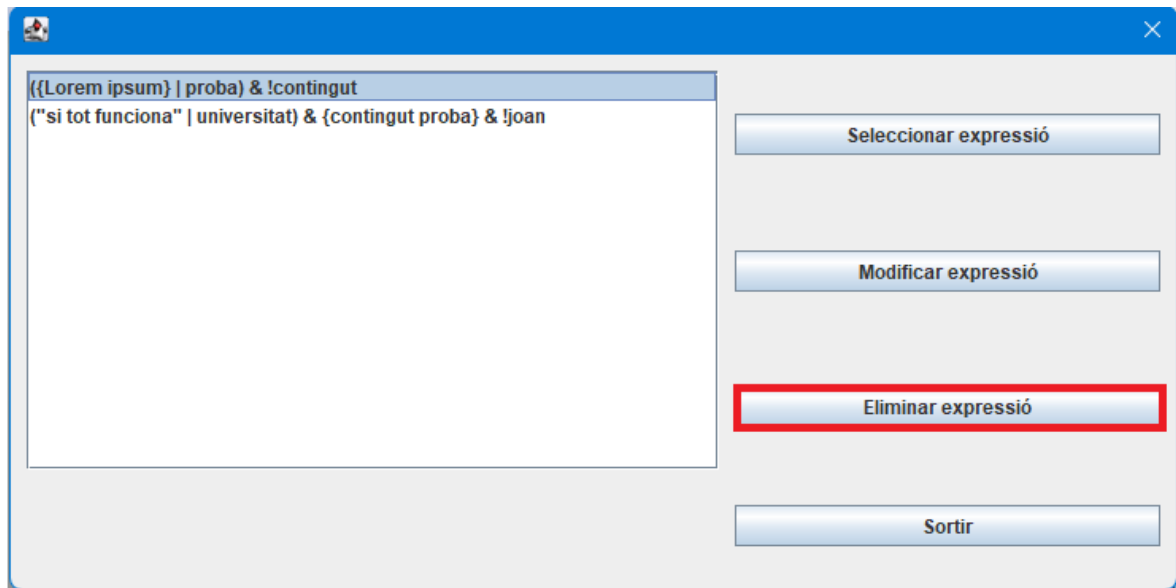 ({Lorem ipsum} | proba) & !contingut
("si tot funciona" | universitat) & {contingut proba} & !joan
Seleccionar expressió
Modificar expressió
Eliminar expressió
Sortir